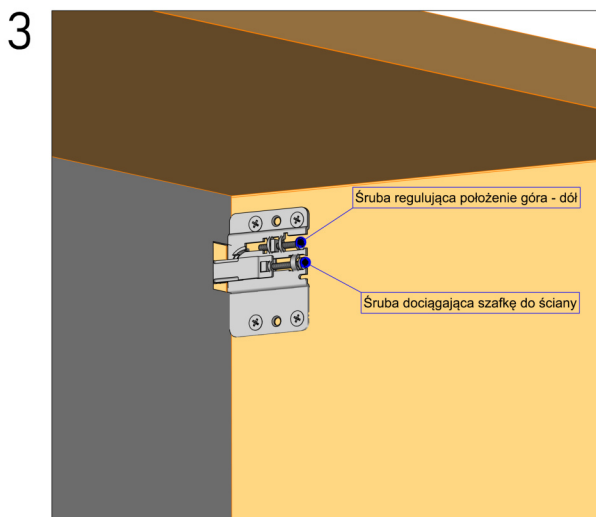 3
Śruba regulująca położenie góra - dół
Śruba dociągająca szafkę do ściany